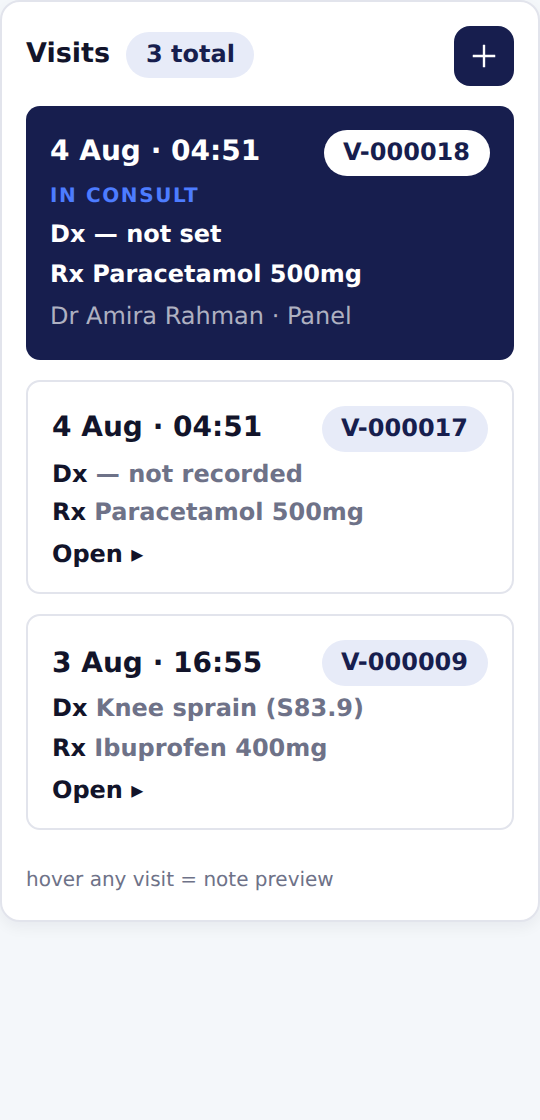 Visits 3 total +
4 Aug · 04:51 V-000018
IN CONSULT
Dx — not set
Rx Paracetamol 500mg
Dr Amira Rahman · Panel
4 Aug · 04:51 V-000017
Dx — not recorded
Rx Paracetamol 500mg
Open ▸
3 Aug · 16:55 V-000009
Dx Knee sprain (S83.9)
Rx Ibuprofen 400mg
Open ▸
hover any visit = note preview